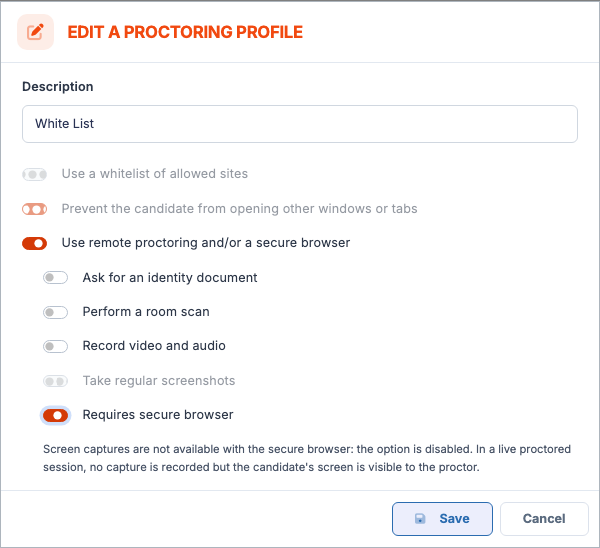 EDIT A PROCTORING PROFILE
Description
White List
Use a whitelist of allowed sites
Prevent the candidate from opening other windows or tabs
Use remote proctoring and/or a secure browser
Ask for an identity document
Perform a room scan
Record video and audio
Take regular screenshots
Requires secure browser
Screen captures are not available with the secure browser: the option is disabled. In a live proctored
session, no capture is recorded but the candidate's screen is visible to the proctor.
Save
Cancel